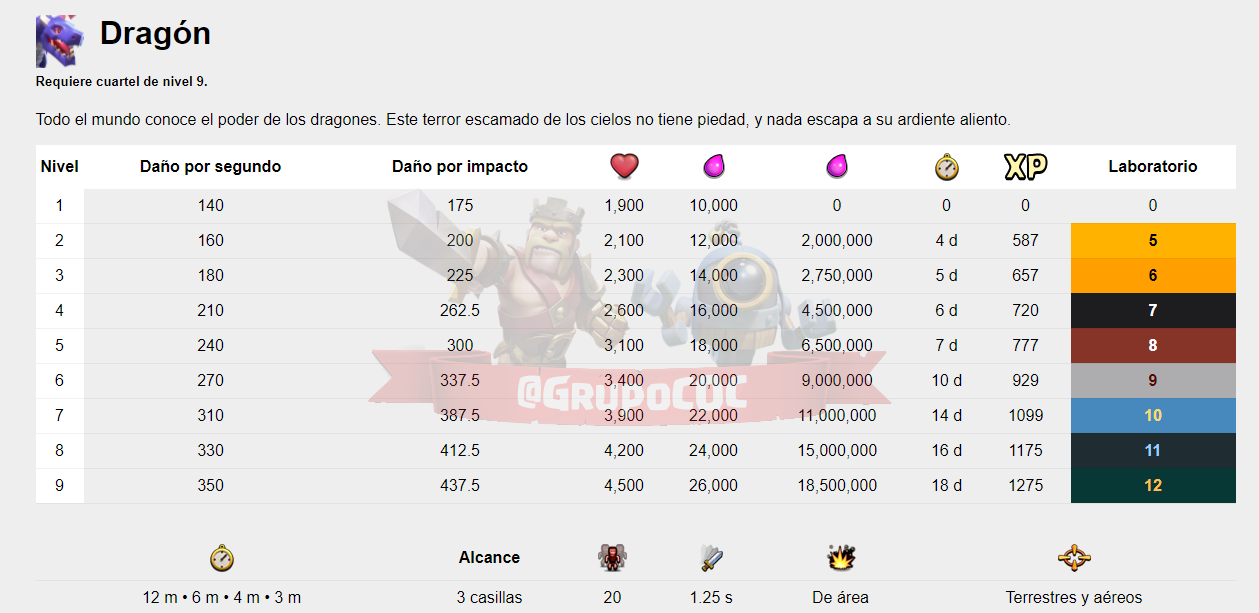 Dragón
Requiere cuartel de nivel 9.
Todo el mundo conoce el poder de los dragones. Este terror escamado de los cielos no tiene piedad, y nada escapa a su ardiente aliento.
Nivel Daño por segundo Daño por impacto XP Laboratorio
1 140 175 1,900 10,000 0 0 0 0
2 160 200 2,100 12,000 2,000,000 4 d 587 5
3 180 225 2,300 14,000 2,750,000 5 d 657 6
4 210 262.5 2,600 16,000 4,500,000 6 d 720 7
5 240 300 3,100 18,000 6,500,000 7 d 777 8
6 270 337.5 3,400 20,000 9,000,000 10 d 929 9
@GrupoCUC
7 310 387.5 3,900 22,000 11,000,000 14 d 1099 10
8 330 412.5 4,200 24,000 15,000,000 16 d 1175 11
9 350 437.5 4,500 26,000 18,500,000 18 d 1275 12
Alcance
12 m • 6 m • 4 m • 3 m 3 casillas 20 1.25 s De área Terrestres y aéreos